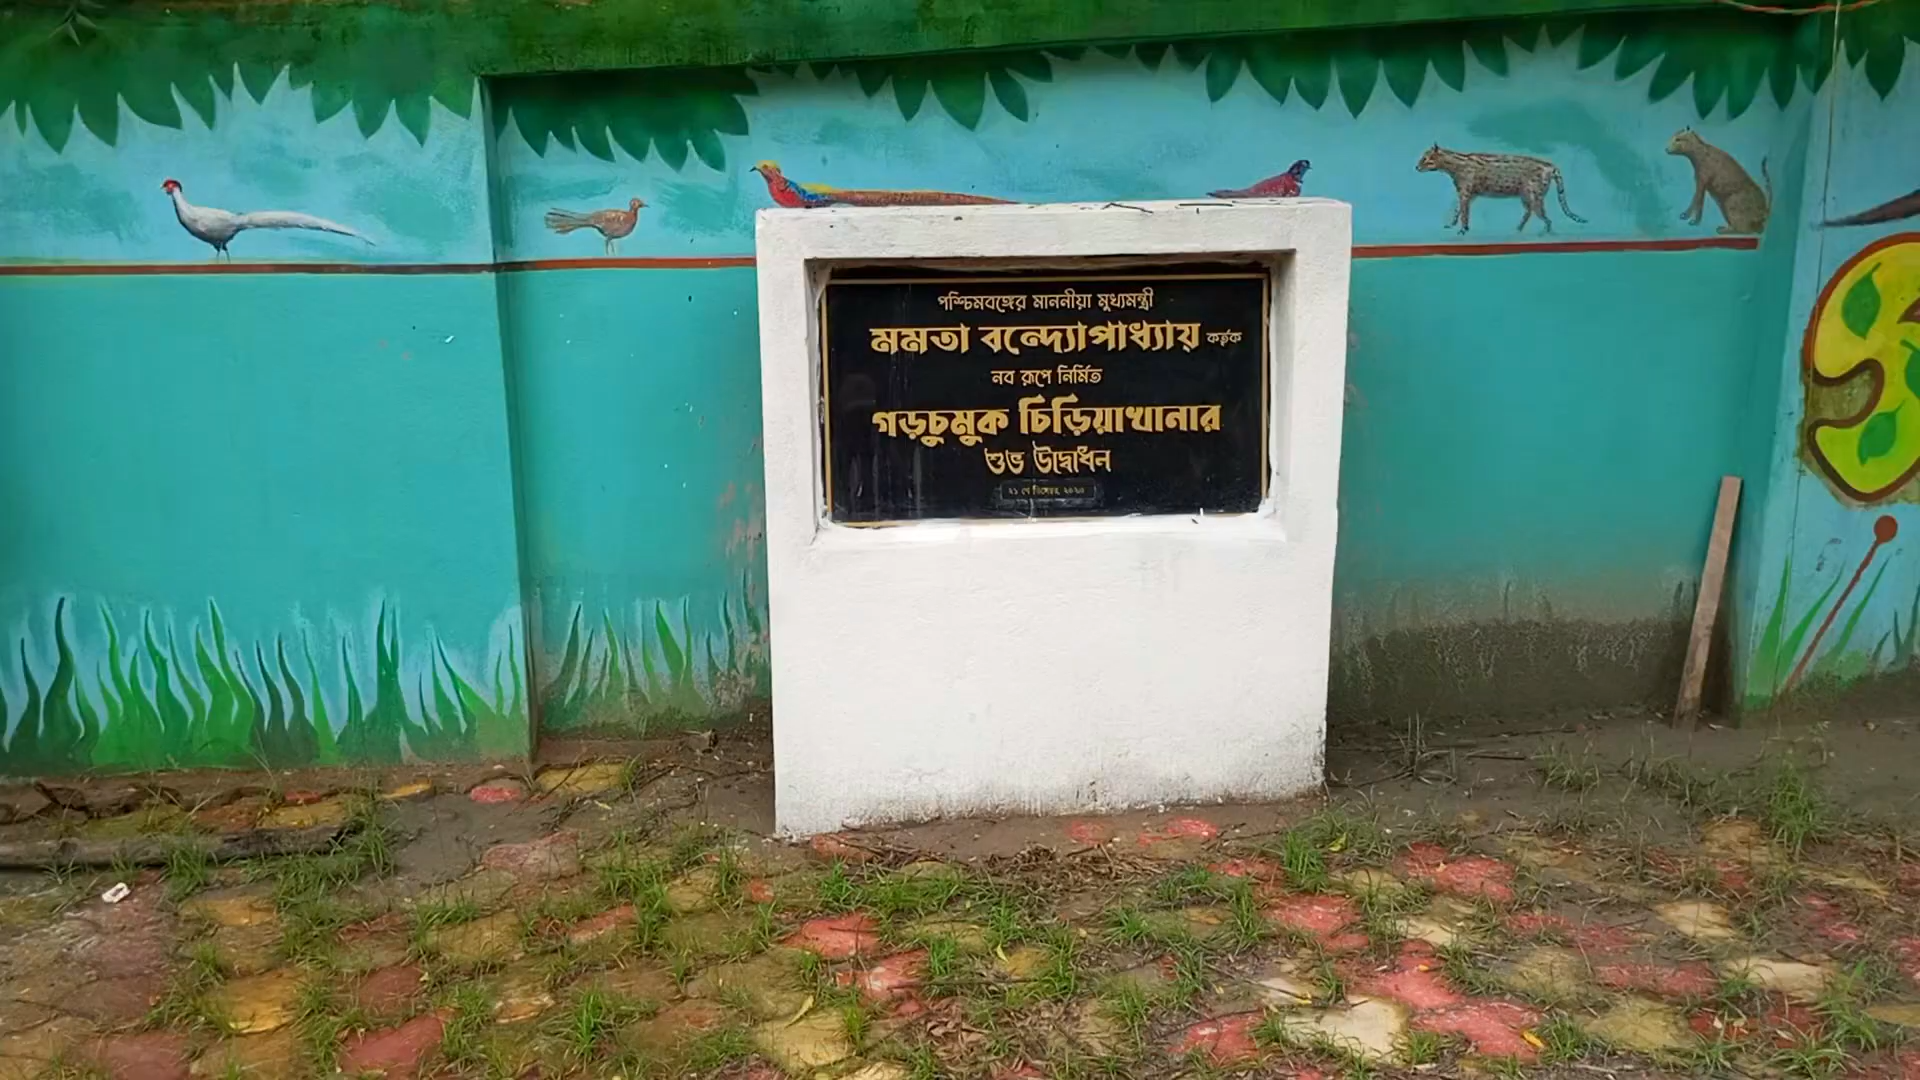 পশ্চিমবঙ্গের মাননীয়া মুখ্যমন্ত্রী
মমতা বন্দ্যোপাধ্যায় কর্তৃক
নব রূপে নির্মিত
গড়চুমুক চিড়িয়াখানার
শুভ উদ্বোধন